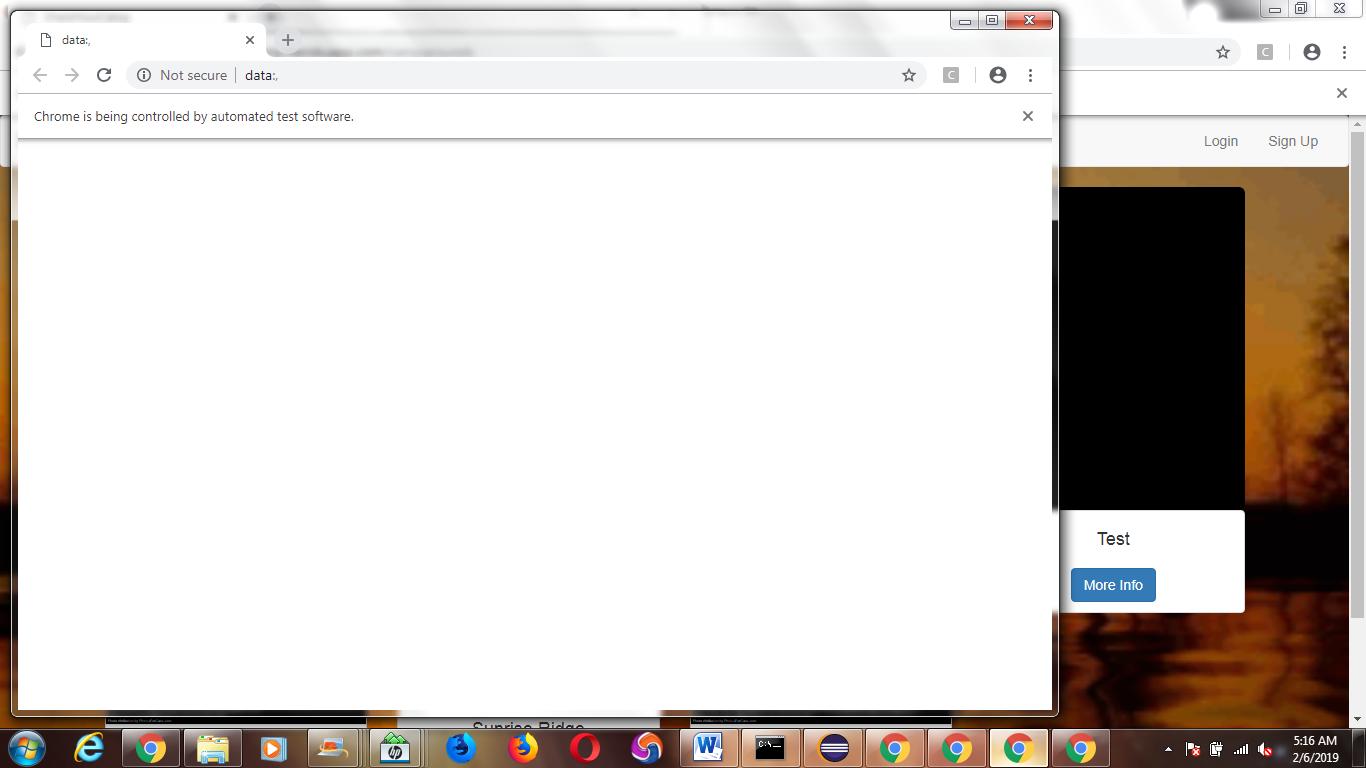 data:,
Not secure data:,
C
C
Chrome is being controlled by automated test software.
Login Sign Up
Test
More Info
Sunrise Ridge
hp
W
C:\
5:16 AM
2/6/2019